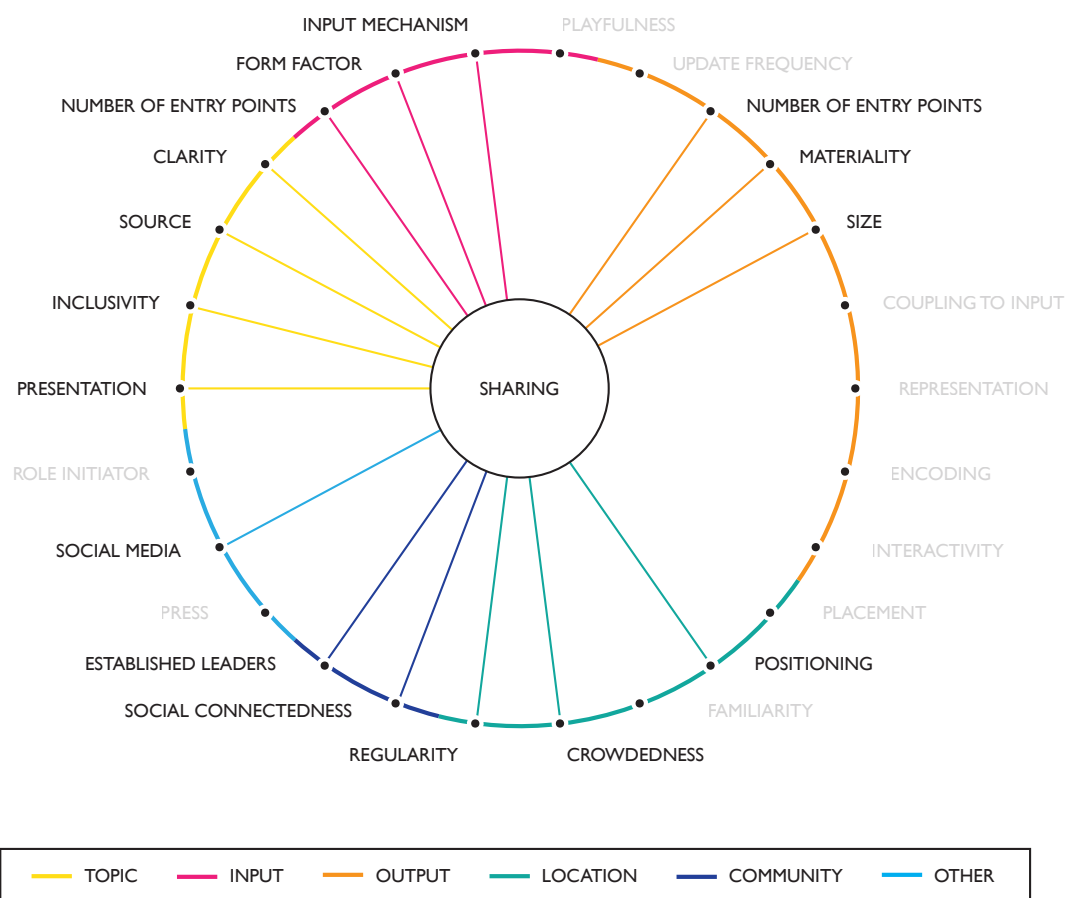 INPUT MECHANISM
PLAYFULNESS
FORM FACTOR
UPDATE FREQUENCY
NUMBER OF ENTRY POINTS
NUMBER OF ENTRY POINTS
CLARITY
MATERIALITY
SOURCE
SIZE
INCLUSIVITY
COUPLING TO INPUT
PRESENTATION
SHARING
REPRESENTATION
ROLE INITIATOR
ENCODING
SOCIAL MEDIA
INTERACTIVITY
PRESS
PLACEMENT
ESTABLISHED LEADERS
POSITIONING
SOCIAL CONNECTEDNESS
FAMILIARITY
REGULARITY
CROWDEDNESS
TOPIC
INPUT
OUTPUT
LOCATION
COMMUNITY
OTHER